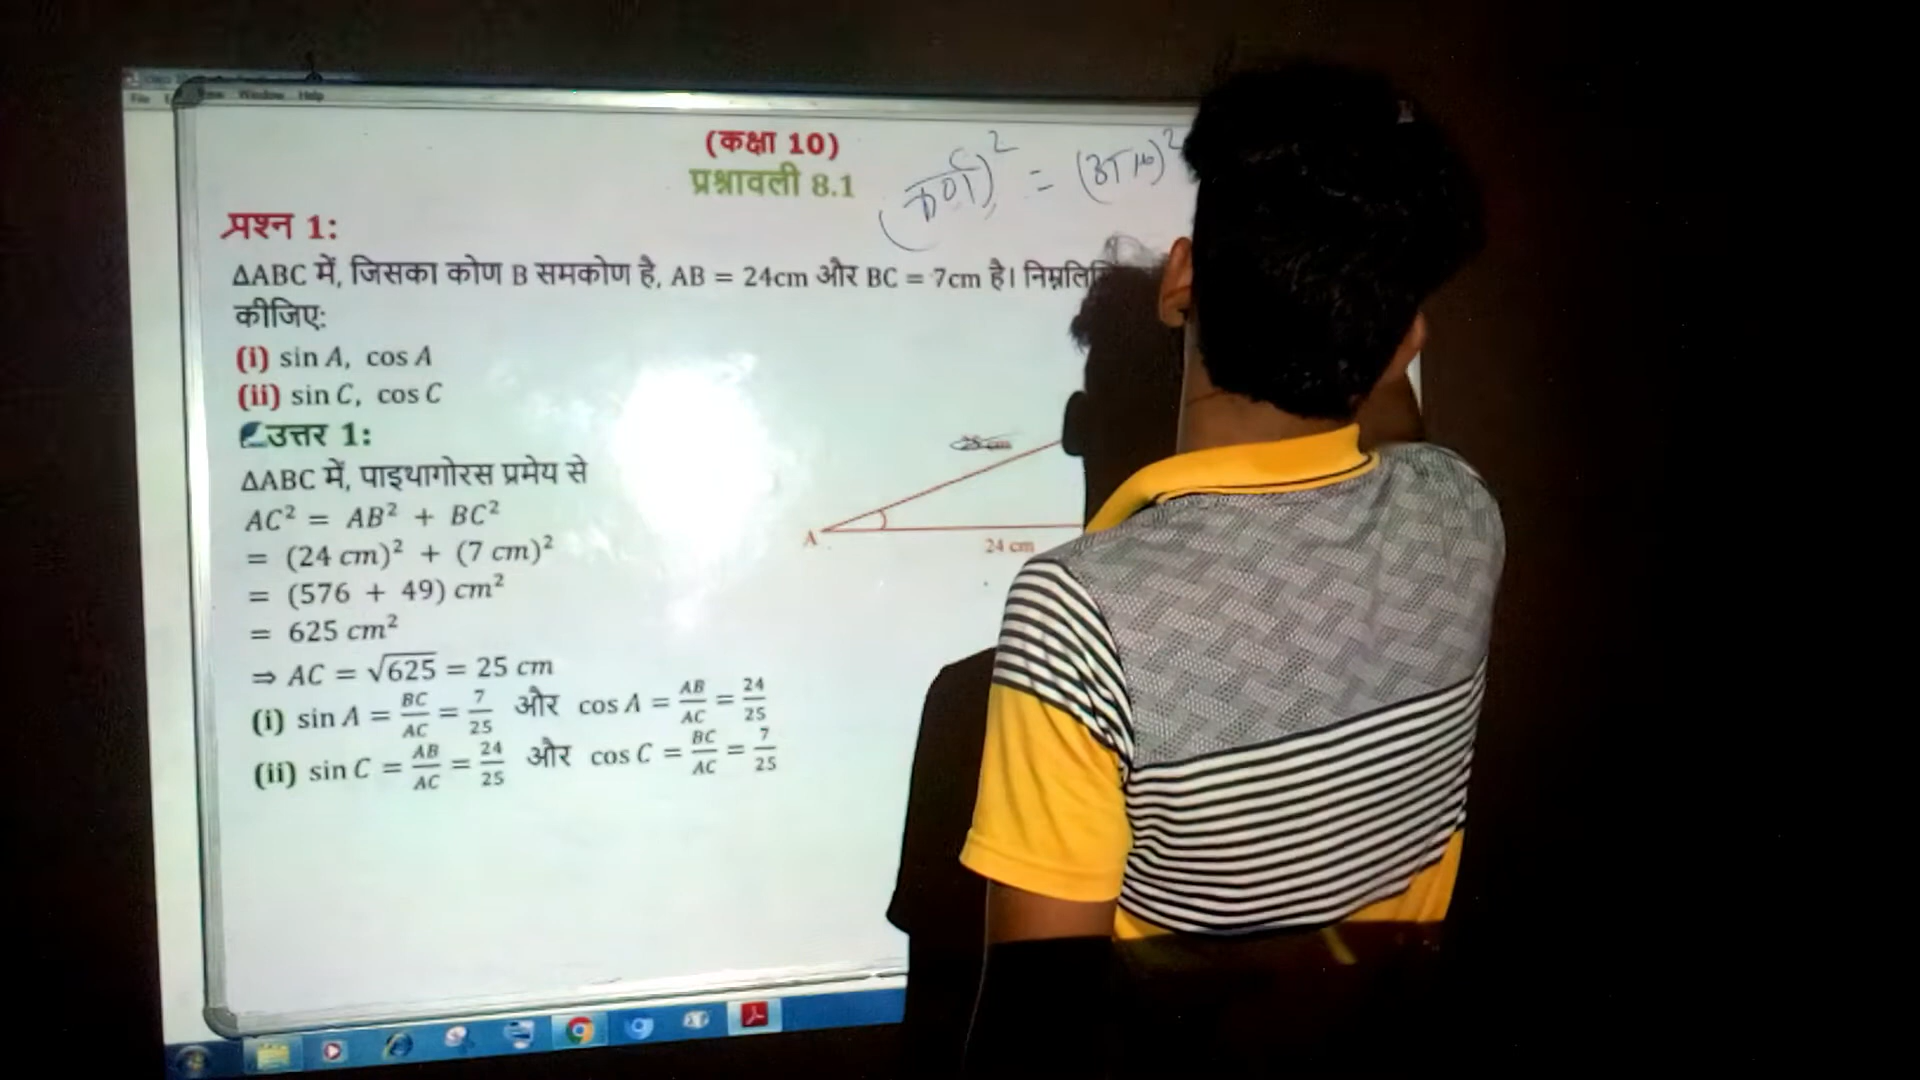 Window Help
(कक्षा 10)
प्रश्नावली 8.1
(कर्ण)² = (
प्रश्न 1:
ΔABC में, जिसका कोण B समकोण है, AB = 24cm और BC = 7cm है।
कीजिए:
(i) sin A, cos A
(ii) sin C, cos C
उत्तर 1:
ΔABC में, पाइथागोरस प्रमेय से
AC² = AB² + BC²
= (24 cm)² + (7 cm)²
= (576 + 49) cm²
= 625 cm²
⇒ AC = √625 = 25 cm
(i) sin A = BC/AC = 7/25 और cos A = AB/AC = 24/25
(ii) sin C = AB/AC = 24/25 और cos C = BC/AC = 7/25
A
24 cm